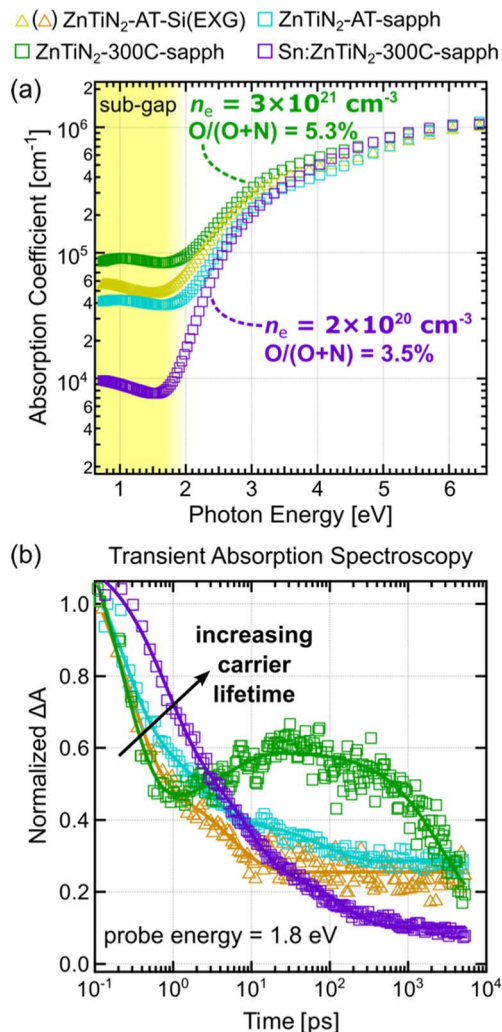 (△) ZnTiN₂-AT-Si(EXG) ZnTiN₂-AT-sapph
ZnTiN₂-300C-sapph Sn:ZnTiN₂-300C-sapph
(a)
sub-gap
nₑ = 3×10²¹ cm⁻³
O/(O+N) = 5.3%
nₑ = 2×10²⁰ cm⁻³
O/(O+N) = 3.5%
Absorption Coefficient [cm⁻¹]
10⁶
6
4
2
10⁵
6
4
2
10⁴
6
4
2
1 2 3 4 5 6
Photon Energy [eV]
(b) Transient Absorption Spectroscopy
increasing
carrier
lifetime
Normalized ΔA
1.0
0.8
0.6
0.4
0.2
0.0
probe energy = 1.8 eV
10⁻¹ 10⁰ 10¹ 10² 10³ 10⁴
Time [ps]